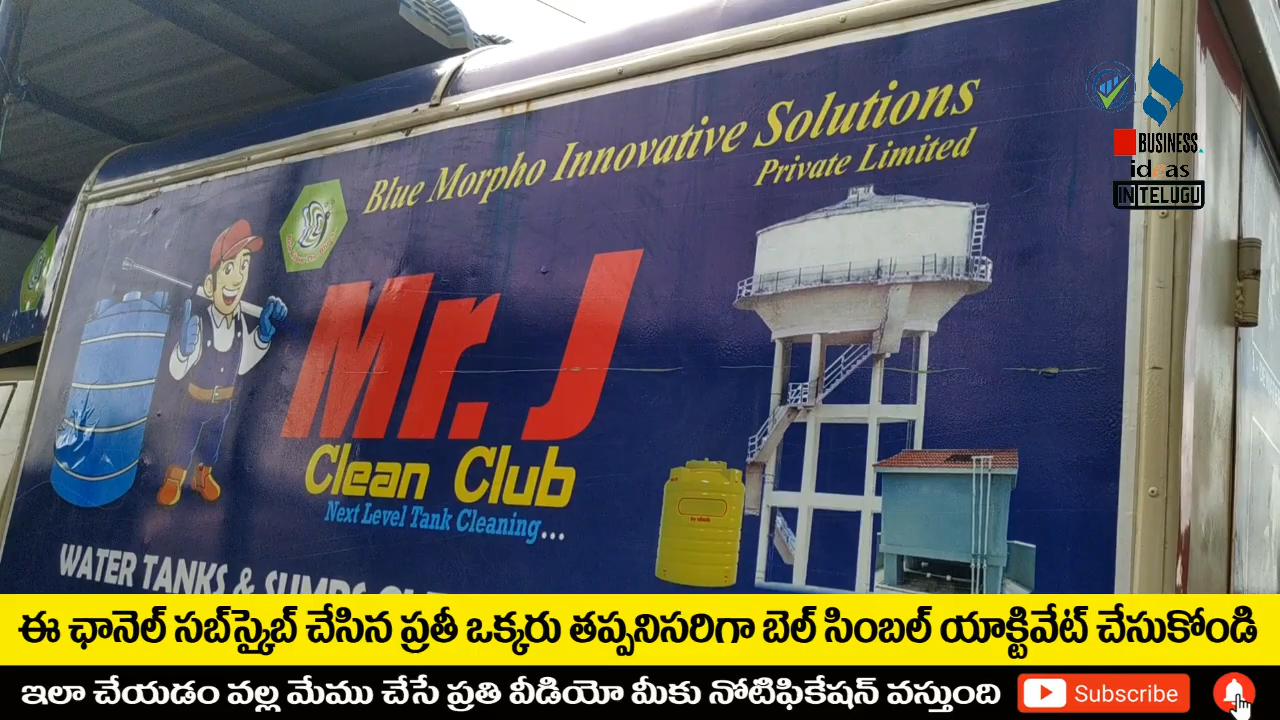 Blue Morpho Innovative Solutions
Private Limited
BUSINESS
ideas
IN TELUGU
Mr. J
Clean Club
Next Level Tank Cleaning...
WATER TANKS & SUMPS
ఈ ఛానెల్ సబ్‌స్క్రైబ్ చేసిన ప్రతీ ఒక్కరు తప్పనిసరిగా బెల్ సింబల్ యాక్టివేట్ చేసుకోండి
ఇలా చేయడం వల్ల మేము చేసే ప్రతి వీడియో మీకు నోటిఫికేషన్ వస్తుంది
Subscribe